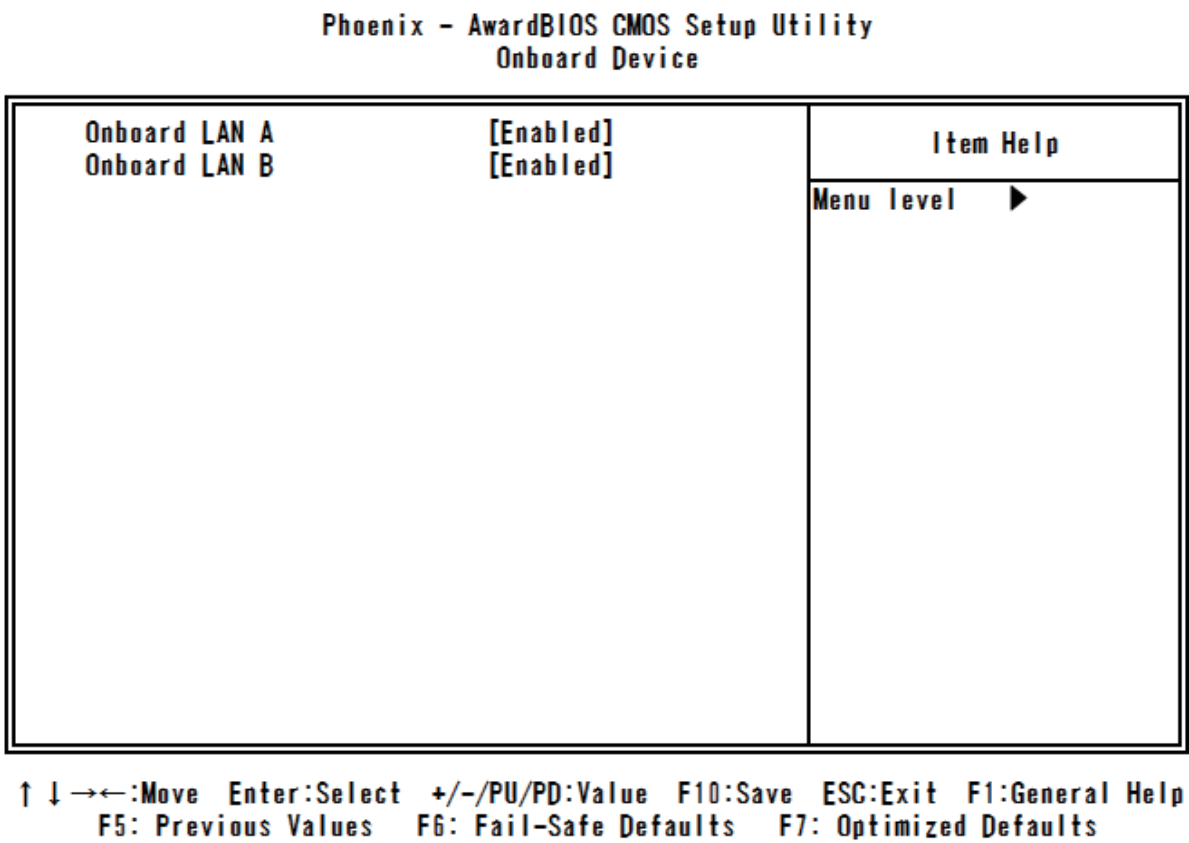 Phoenix - AwardBIOS CMOS Setup Utility
Onboard Device
Onboard LAN A [Enabled]
Onboard LAN B [Enabled]
Item Help
Menu level ▶
↑ ↓ →←:Move Enter:Select +/-/PU/PD:Value F10:Save ESC:Exit F1:General Help
F5: Previous Values F6: Fail-Safe Defaults F7: Optimized Defaults